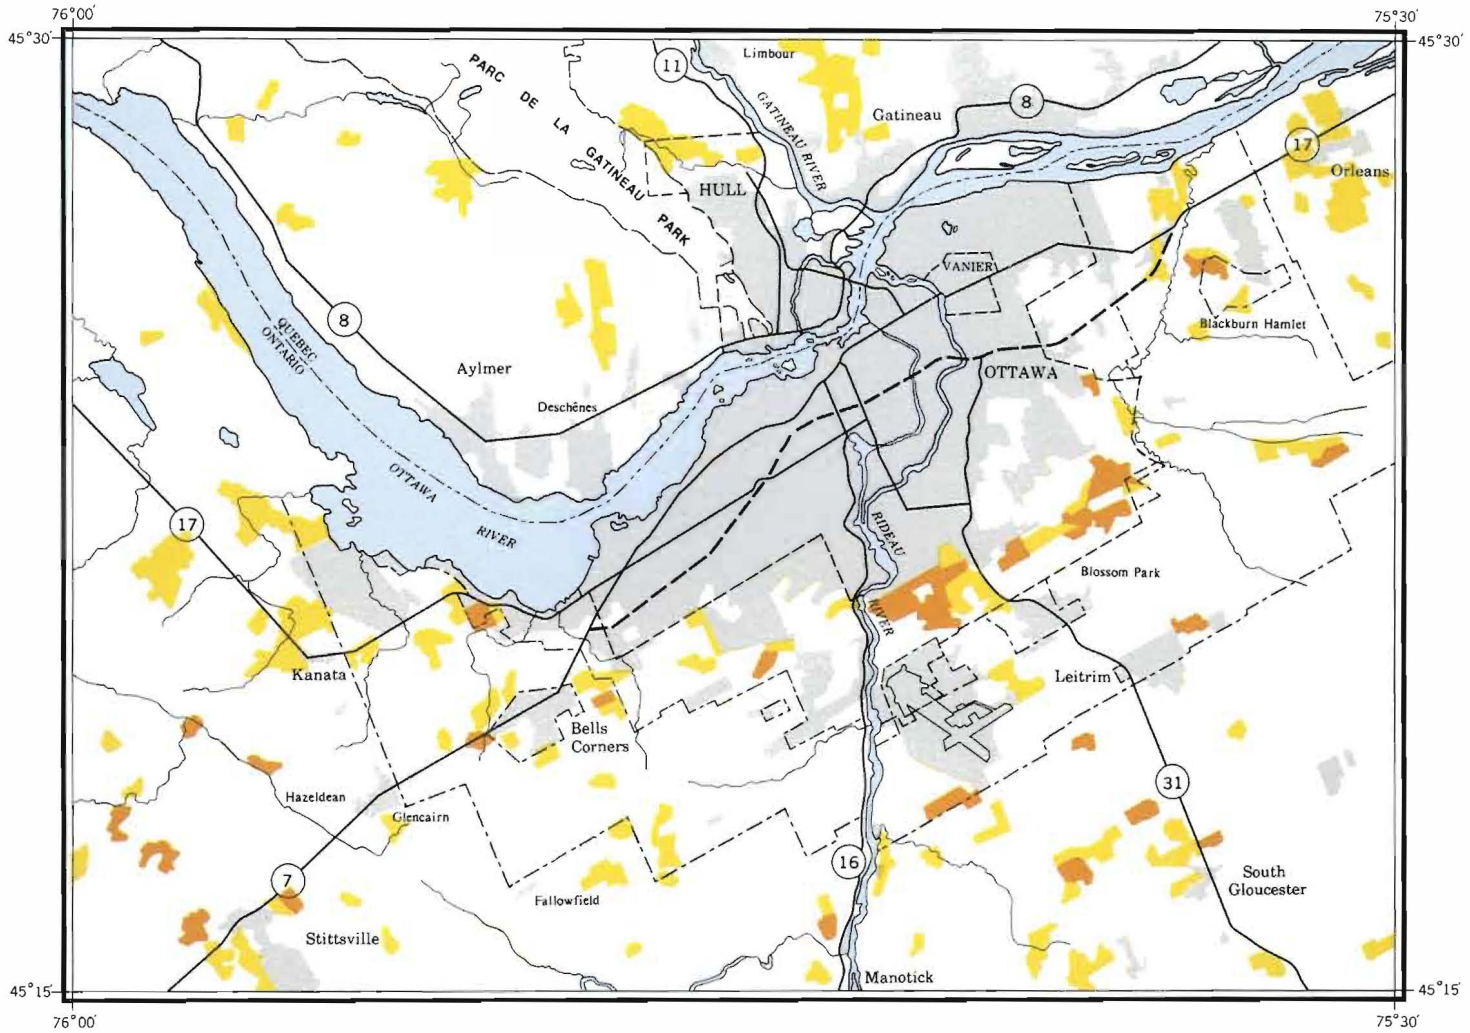 76°00'
75°30'
45°30'
45°30'
Limbour
11
PARC DE LA GATINEAU PARK
GATINEAU RIVER
Gatineau
8
17
Orleans
HULL
VANIER
QUEBEC
ONTARIO
8
Blackburn Hamlet
Aylmer
OTTAWA
Deschênes
OTTAWA RIVER
17
RIDEAU RIVER
Blossom Park
Kanata
Leitrim
Bells
Corners
31
Hazeldean
Glencairn
16
7
South
Gloucester
Fallowfield
Stittsville
Manotick
45°15'
45°15'
76°00'
75°30'